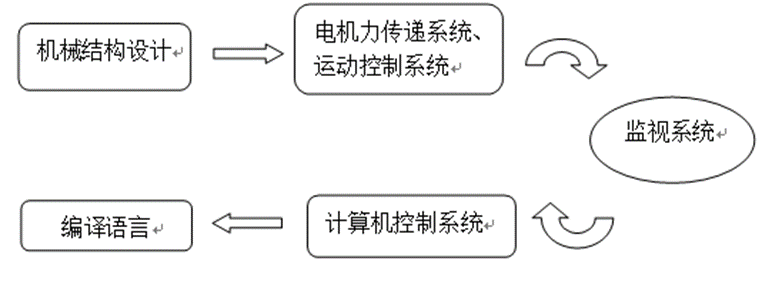 机械结构设计
电机力传递系统、
运动控制系统
监视系统
计算机控制系统
编译语言